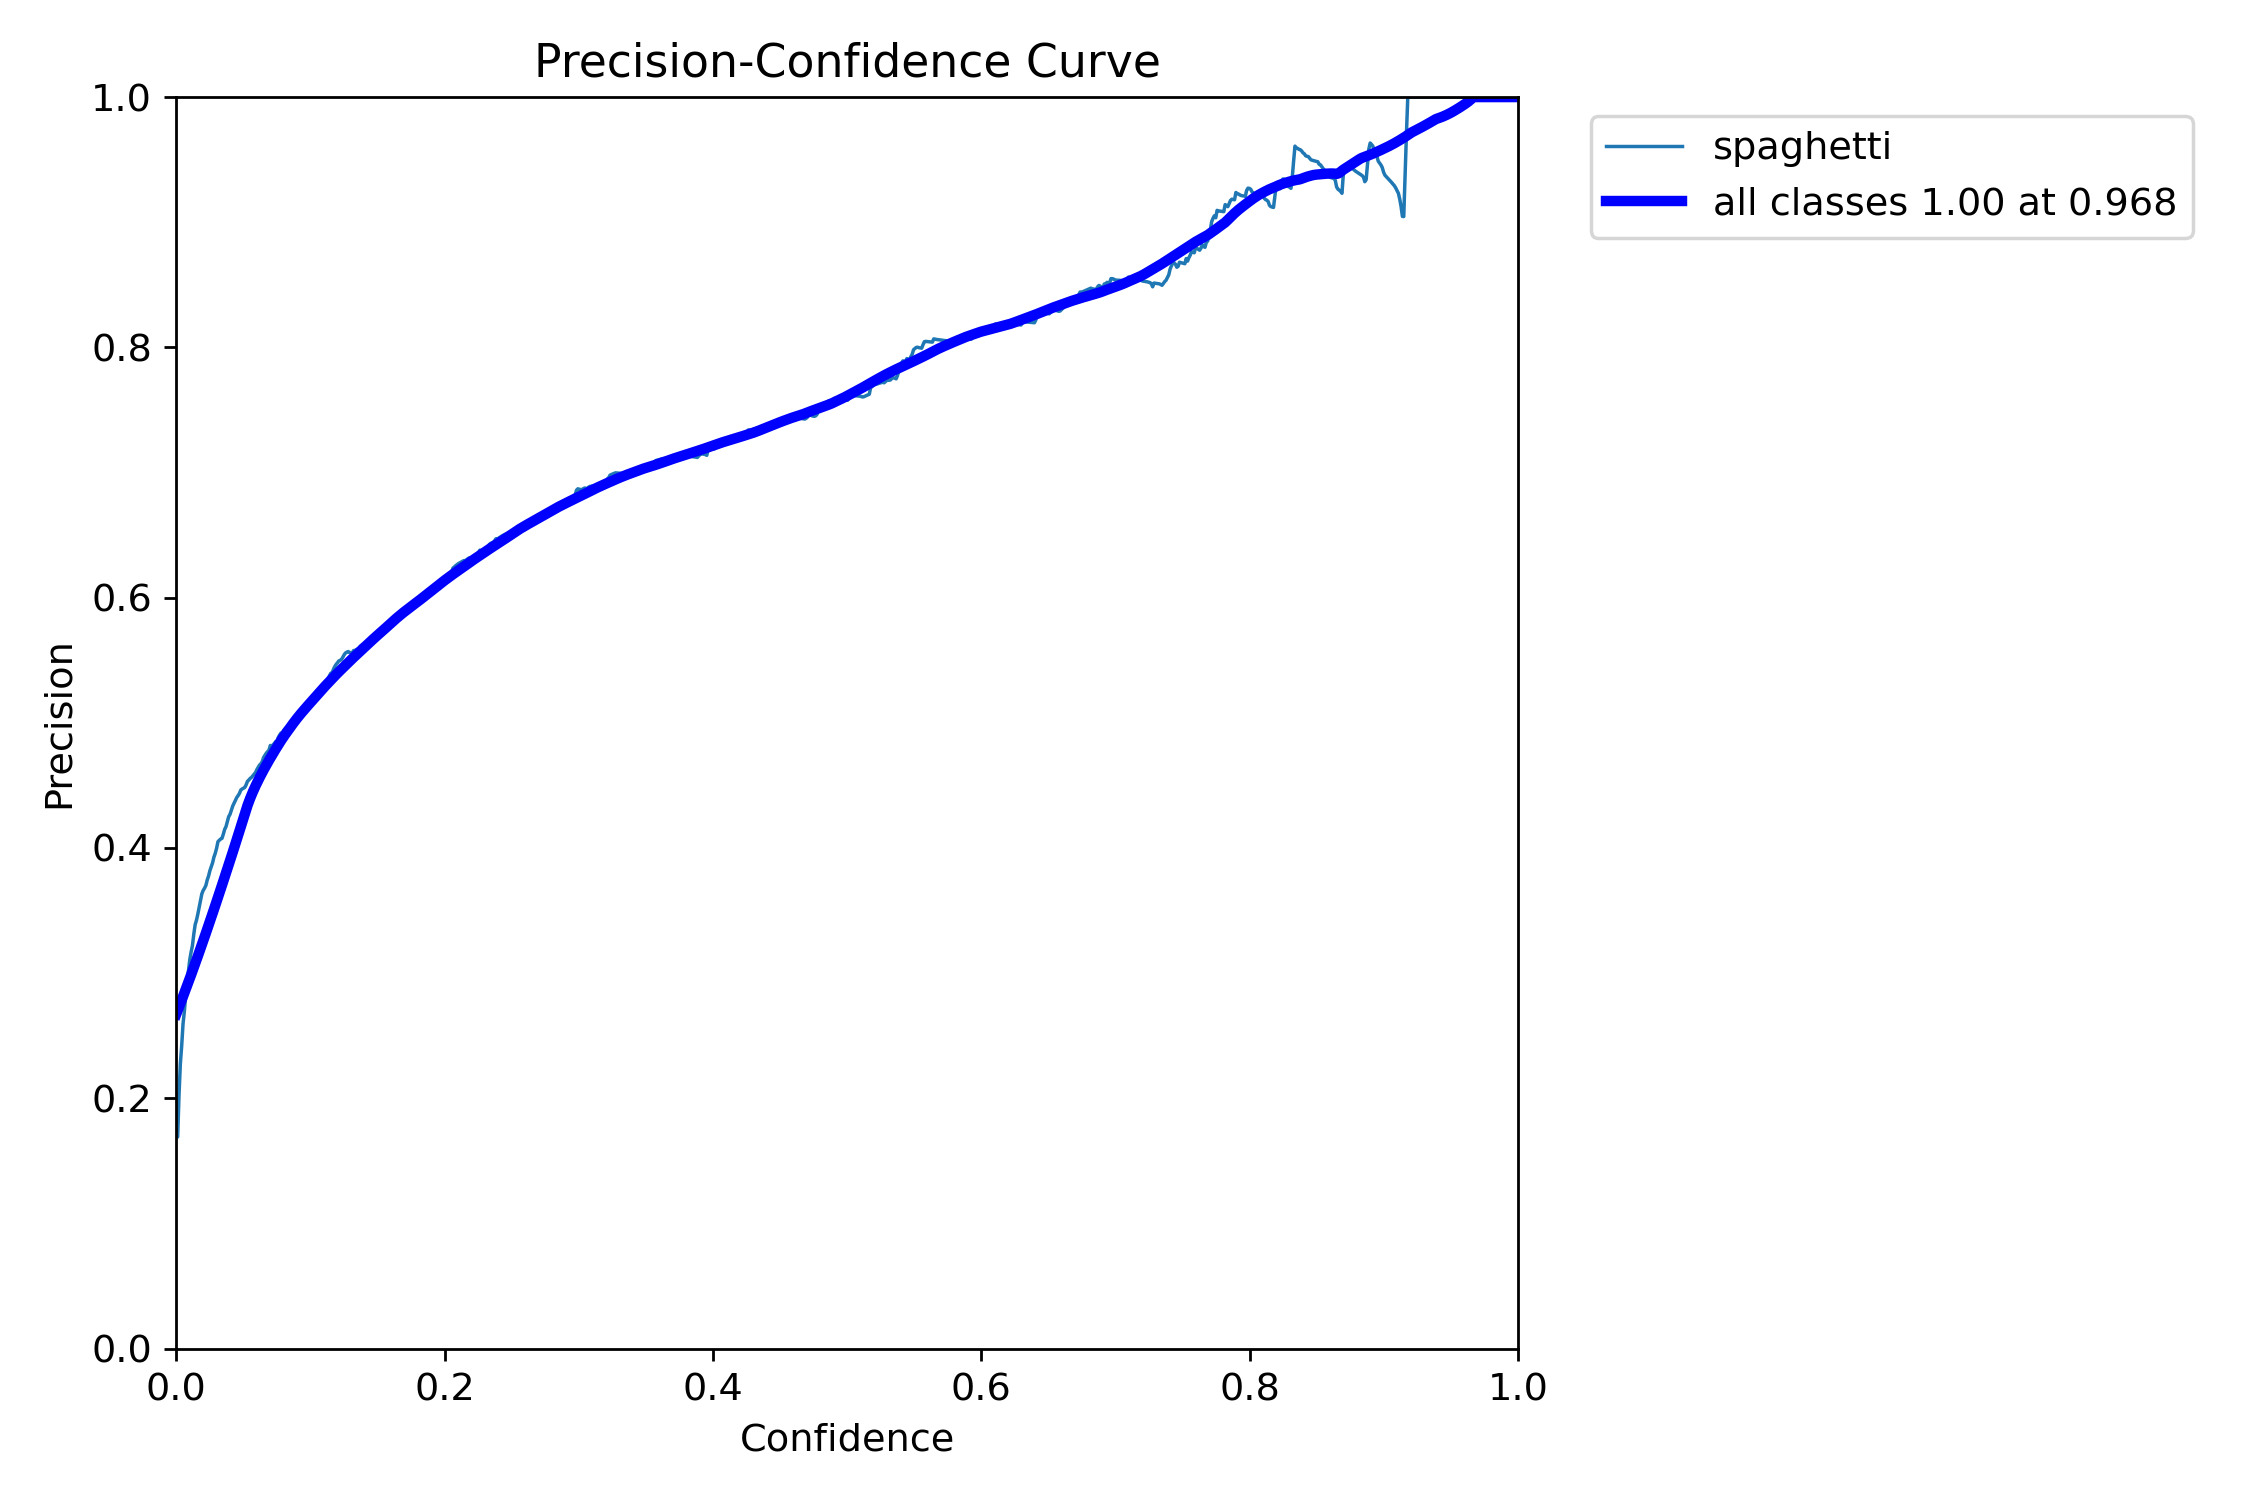 Precision-Confidence Curve
1.0
0.8
0.6
0.4
0.2
0.0
Precision
0.0 0.2 0.4 0.6 0.8 1.0
Confidence
spaghetti
all classes 1.00 at 0.968